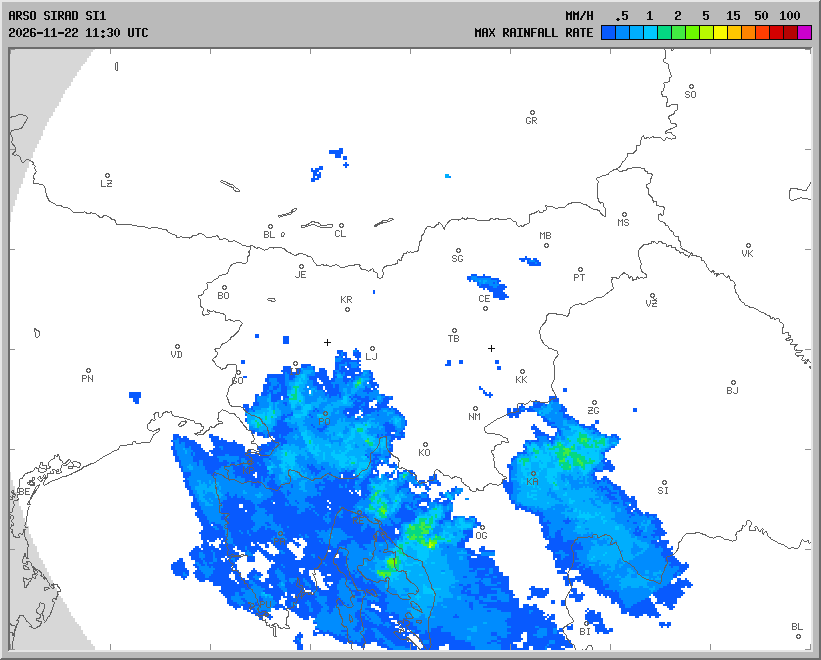 ARSO SIRAD SI1
2026-11-22 11:30 UTC
MM/H .5 1 2 5 15 50 100
MAX RAINFALL RATE
SO
GR
LZ
MS
BL
CL
MB
VK
SG
JE
PT
BO
KR
CE
VZ
TB
VD
LJ
GO
PN
KK
BJ
NM
ZG
KO
KA
SI
BE
OG
BI
BL